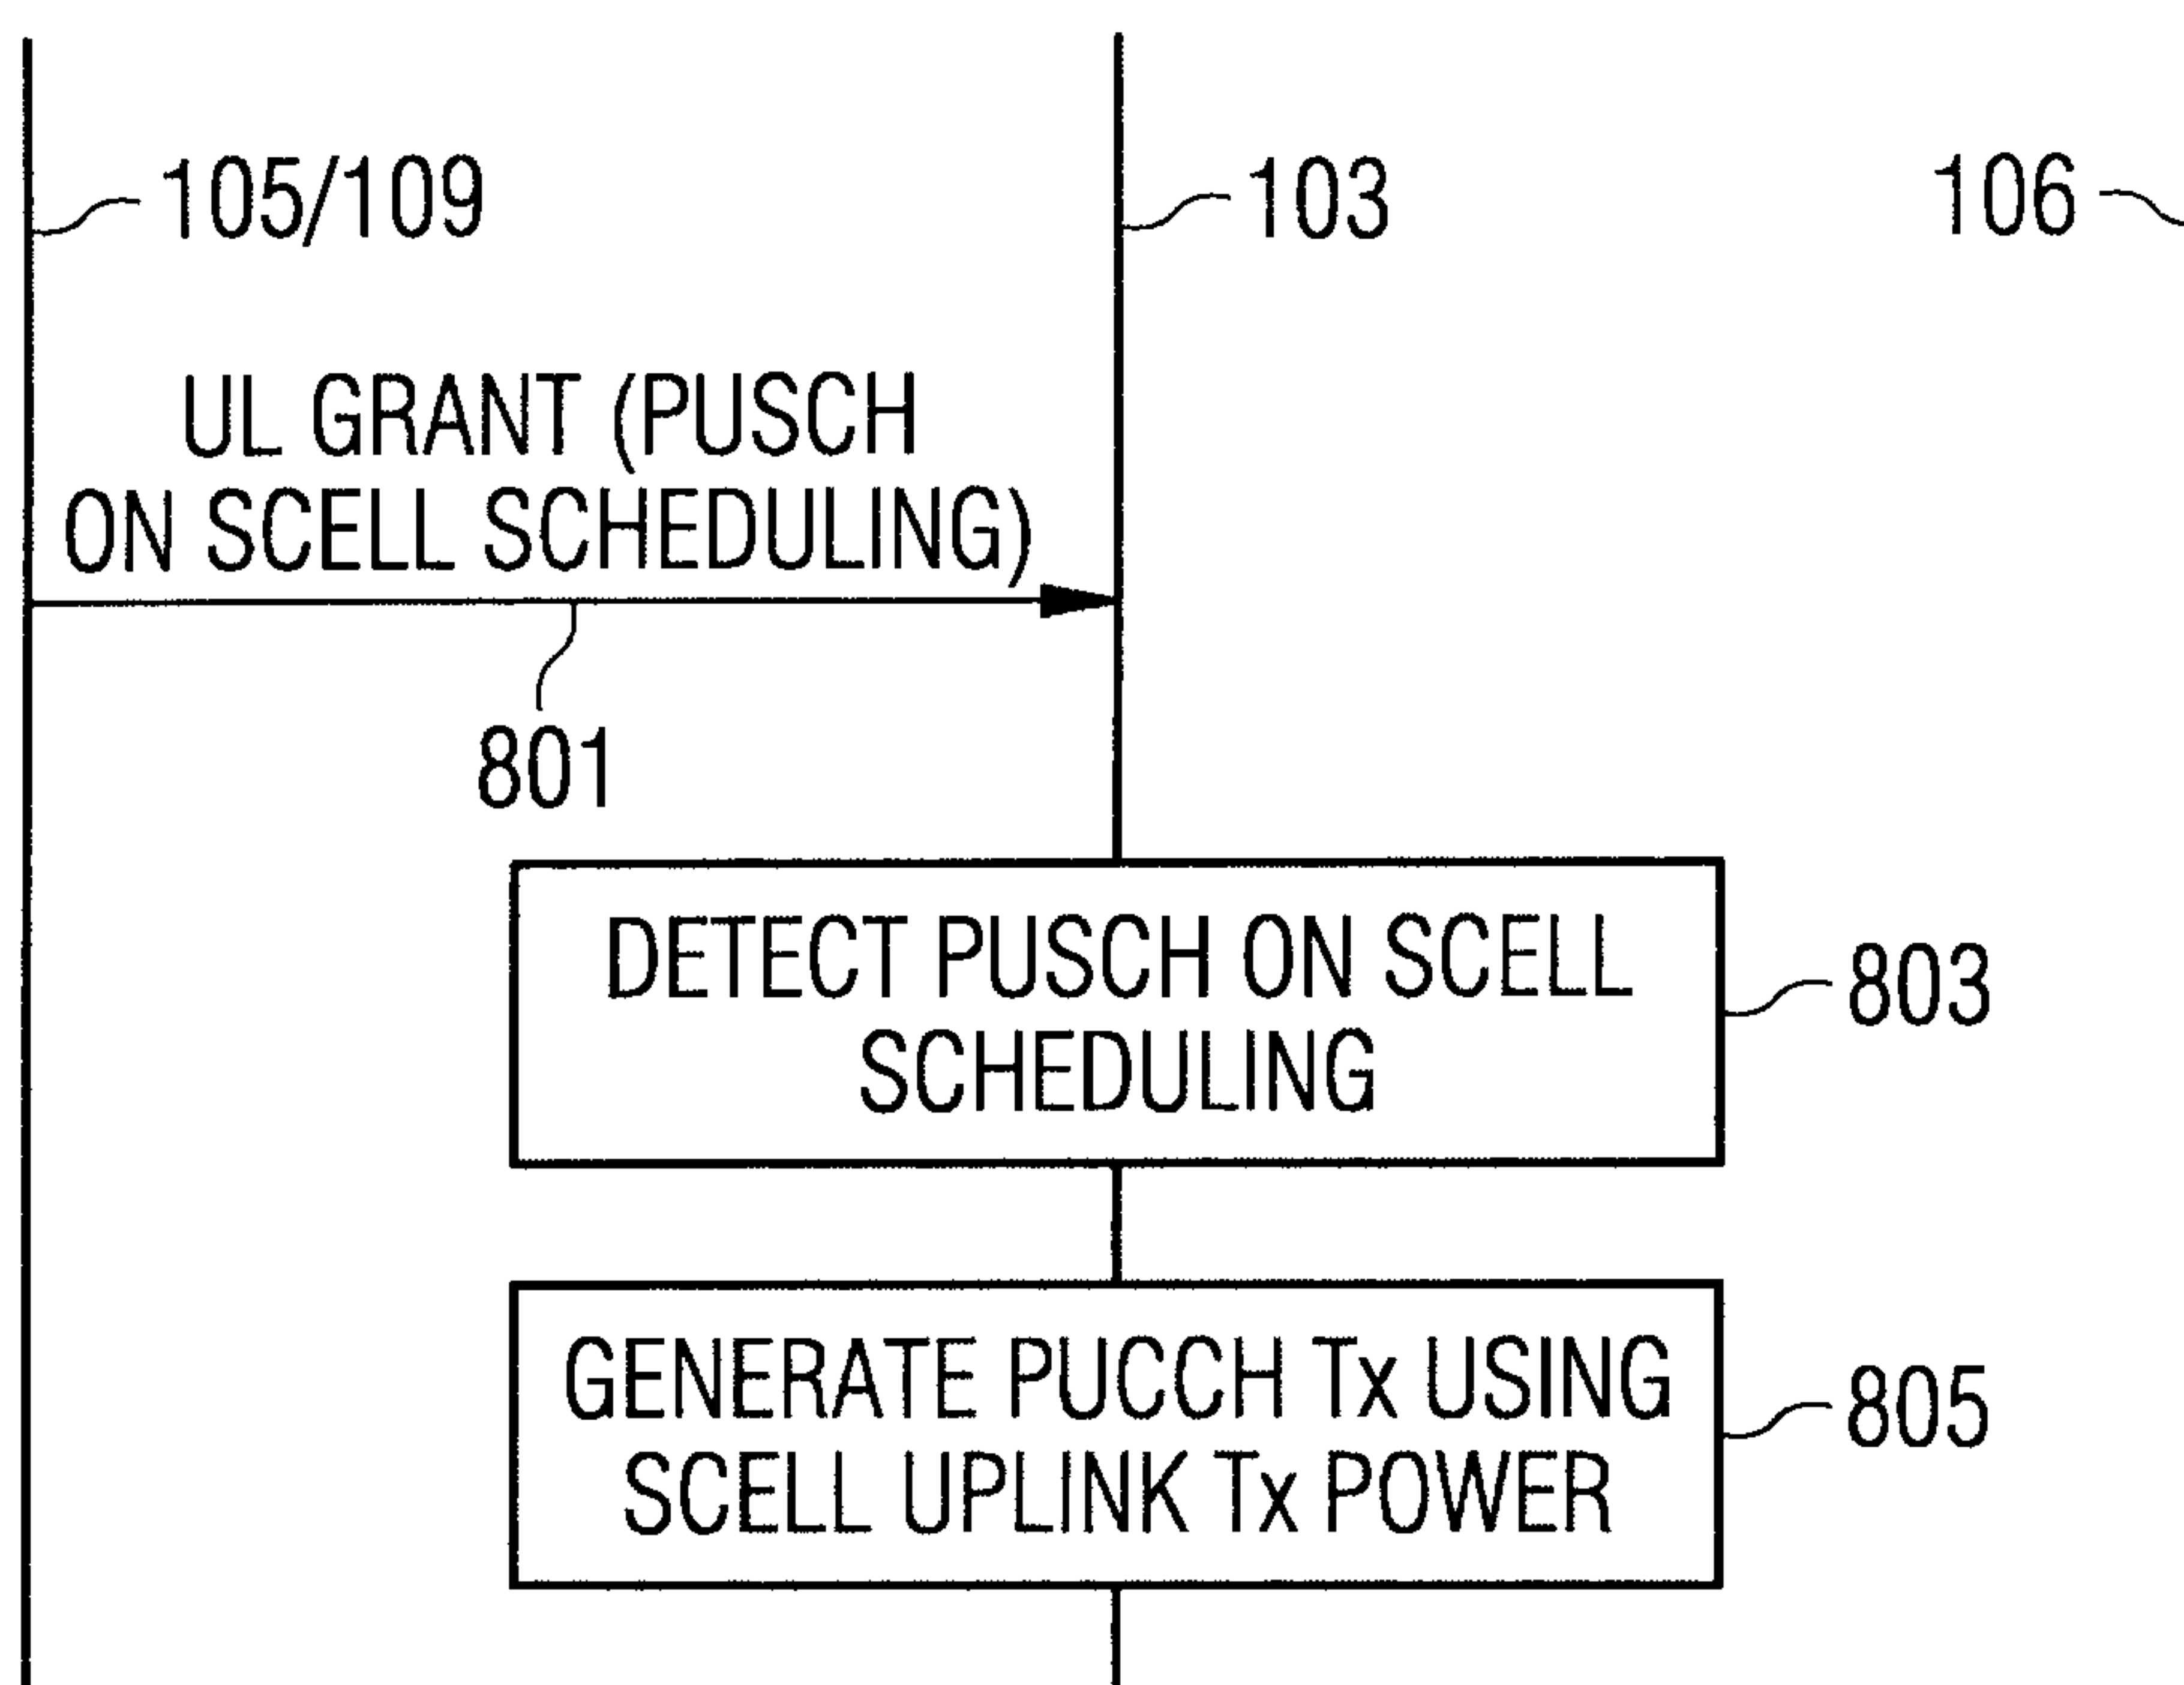 105/109
103
106
UL GRANT (PUSCH
ON SCELL SCHEDULING)
801
DETECT PUSCH ON SCELL
SCHEDULING
803
GENERATE PUCCH Tx USING
SCELL UPLINK Tx POWER
805